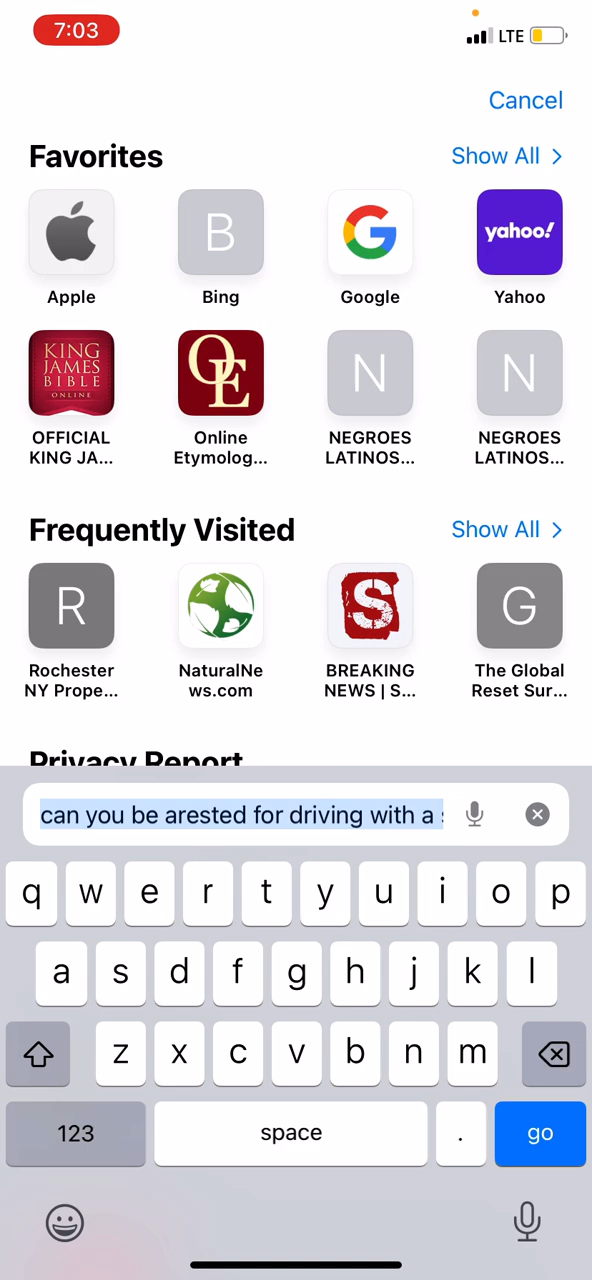 7:03 LTE
Cancel
Favorites Show All
B yahoo!
Apple Bing Google Yahoo
KING
JAMES
BIBLE
ONLINE
OE N N
OFFICIAL Online NEGROES NEGROES
KING JA... Etymolog... LATINOS... LATINOS...
Frequently Visited Show All
R S G
Rochester NaturalNe BREAKING The Global
NY Prope... ws.com NEWS | S... Reset Sur...
Privacy Report
can you be arested for driving with a
q w e r t y u i o p
a s d f g h j k l
z x c v b n m
123 space . go